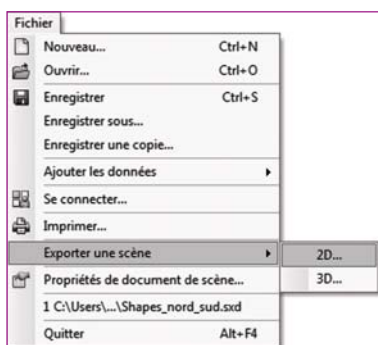 Fichier
Nouveau... Ctrl+N
Ouvrir... Ctrl+O
Enregistrer Ctrl+S
Enregistrer sous...
Enregistrer une copie...
Ajouter les données
Se connecter...
Imprimer...
Exporter une scène 2D...
Propriétés de document de scène... 3D...
1 C:\Users\...\Shapes_nord_sud.sxd
Quitter Alt+F4